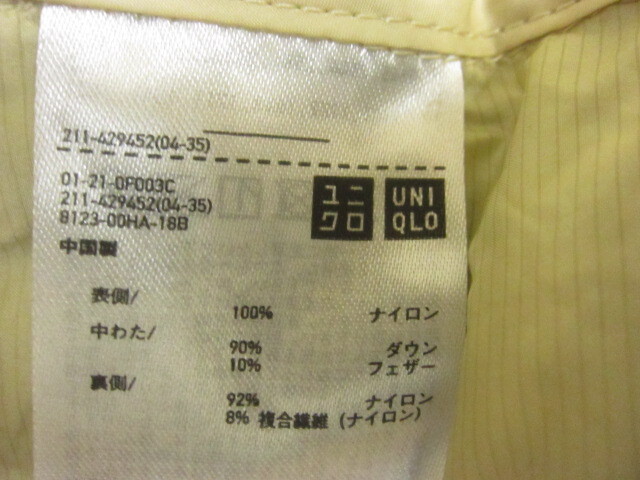 211-429452(04-35)
01-21-0F003C
211-429452(04-35)
8123-00HA-18B
ユニ
クロ
UNI
QLO
中国製
表側/
100% ナイロン
中わた/
90% ダウン
10% フェザー
裏側/
92% ナイロン
8% 複合繊維 (ナイロン)